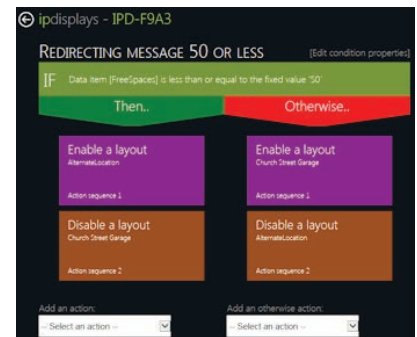 ipdisplays - IPD-F9A3
REDIRECTING MESSAGE 50 OR LESS
[Edit condition properties]
IF Data item [FreeSpaces] is less than or equal to the fixed value '50'
Then..
Otherwise..
Enable a layout
AlternateLocation
Action sequence 1
Enable a layout
Church Street Garage
Action sequence 1
Disable a layout
Church Street Garage
Action sequence 2
Disable a layout
AlternateLocation
Action sequence 2
Add an action:
-- Select an action --
Add an otherwise action:
-- Select an action --